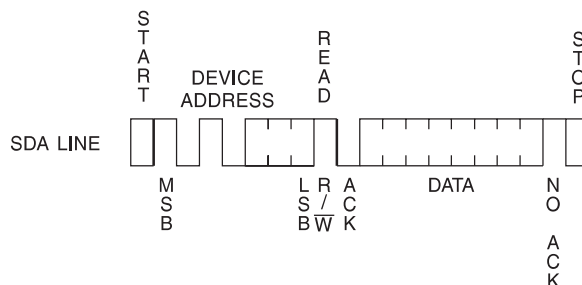 START
READ
STOP
DEVICE
ADDRESS
SDA LINE
MSB
LSB
R/W
ACK
DATA
NO ACK